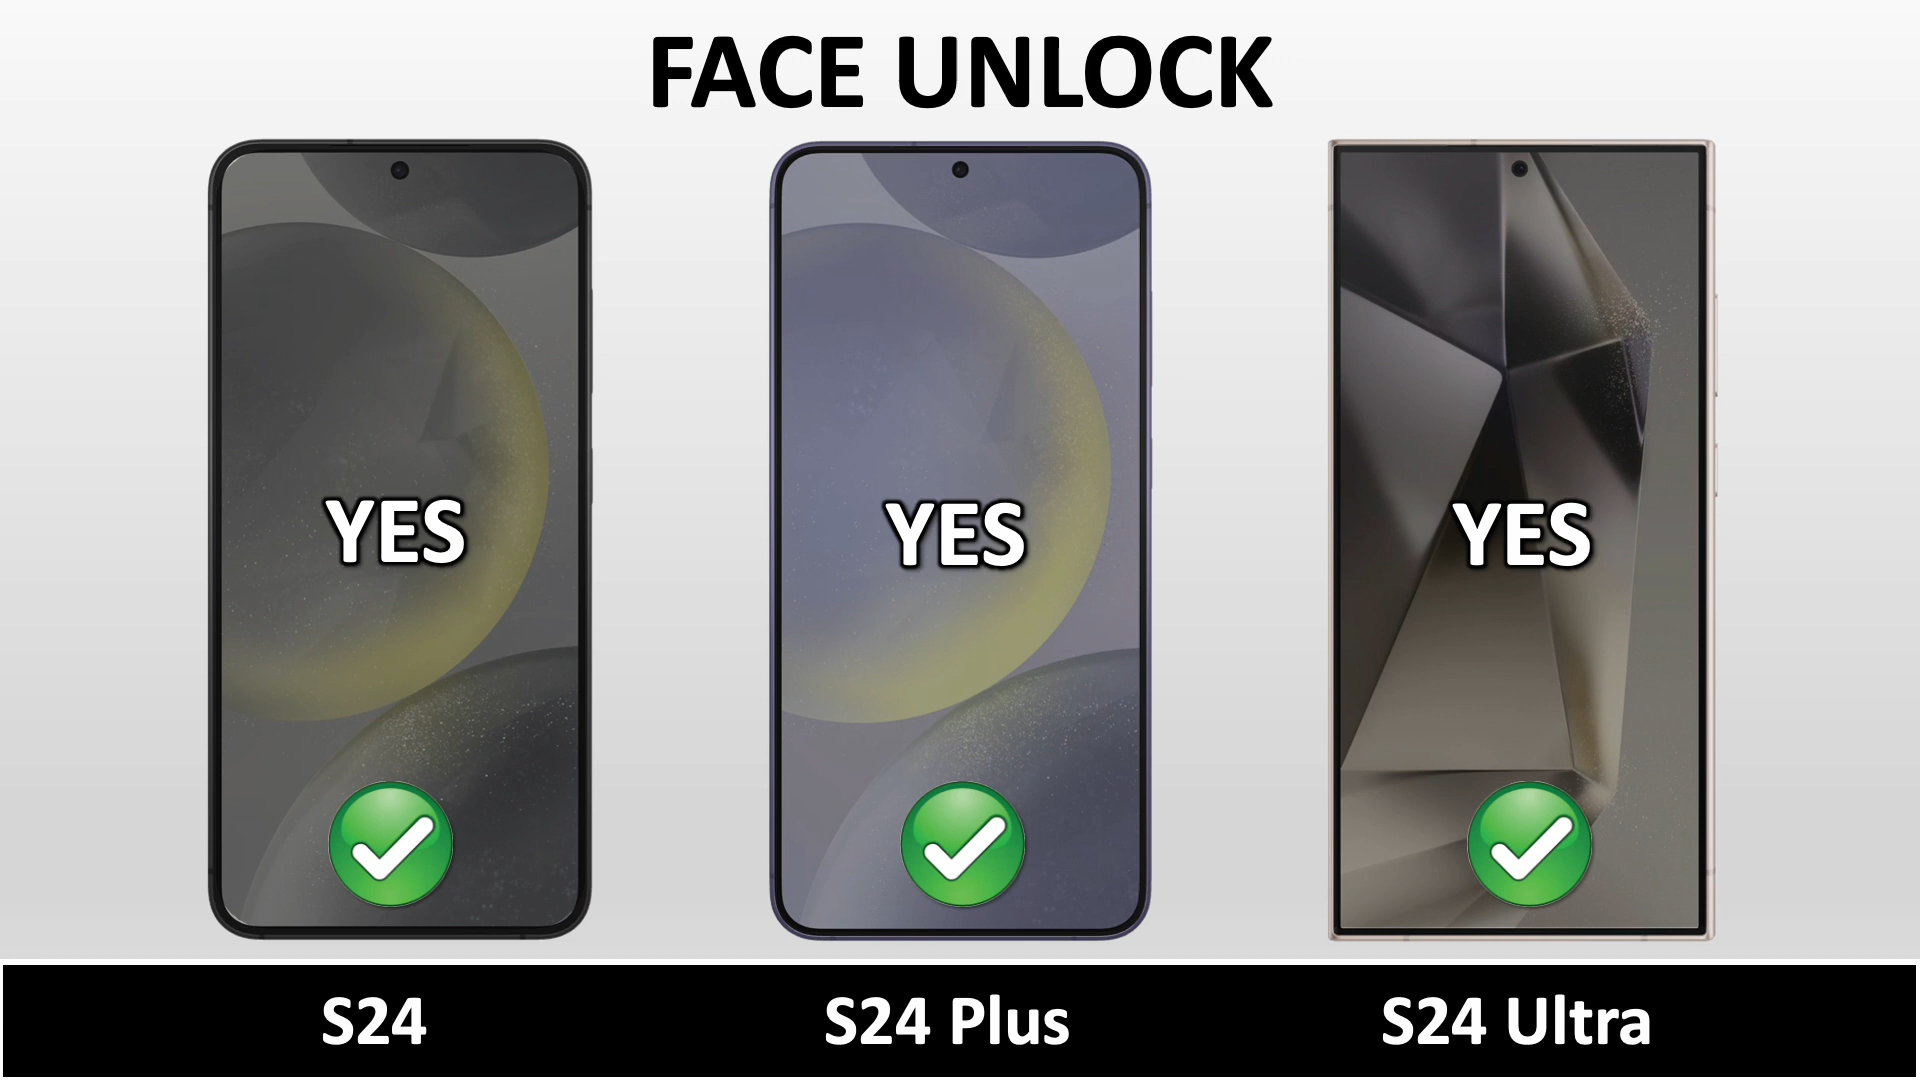 FACE UNLOCK
YES
YES
YES
S24
S24 Plus
S24 Ultra